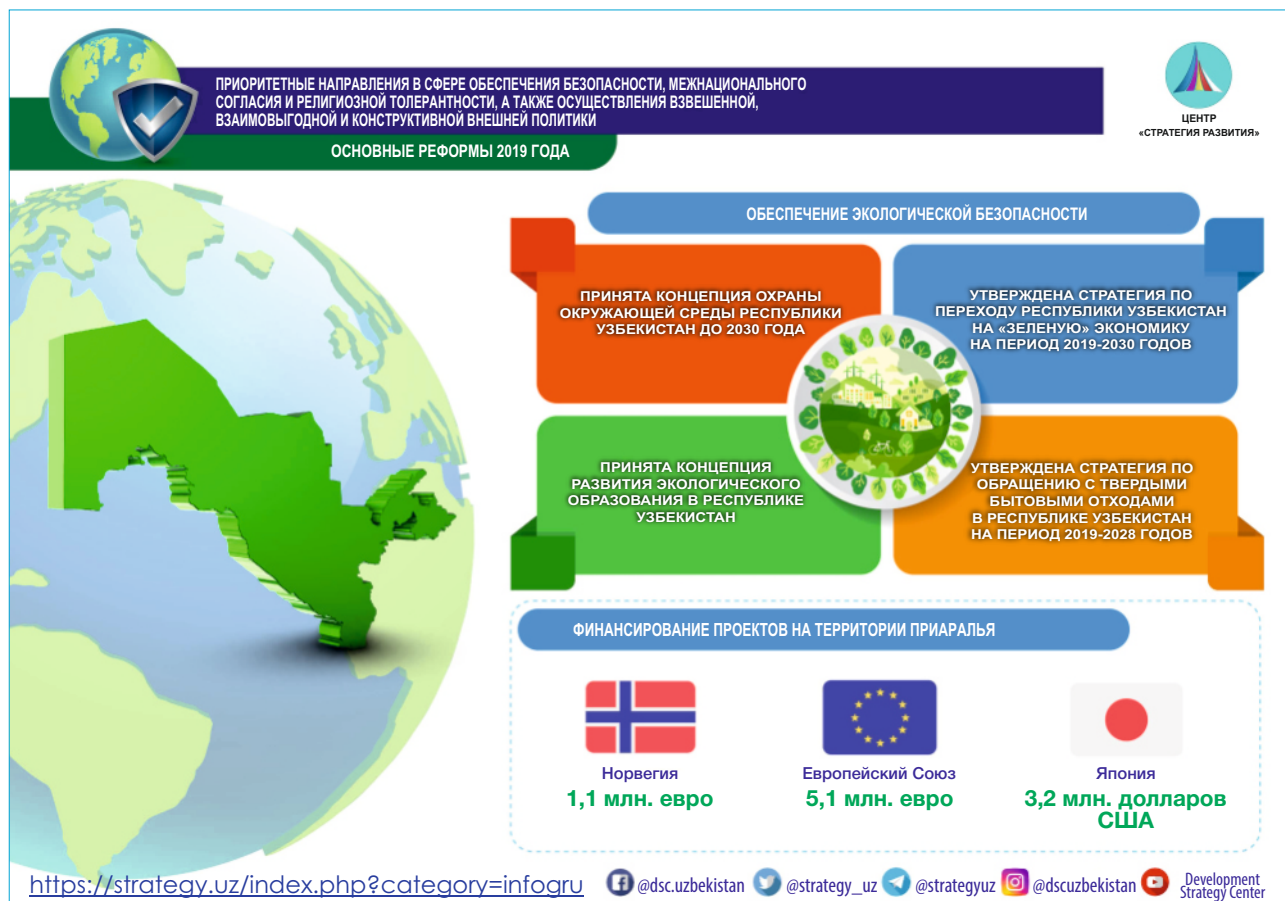 ПРИОРИТЕТНЫЕ НАПРАВЛЕНИЯ В СФЕРЕ ОБЕСПЕЧЕНИЯ БЕЗОПАСНОСТИ, МЕЖНАЦИОНАЛЬНОГО
СОГЛАСИЯ И РЕЛИГИОЗНОЙ ТОЛЕРАНТНОСТИ, А ТАКЖЕ ОСУЩЕСТВЛЕНИЯ ВЗВЕШЕННОЙ,
ВЗАИМОВЫГОДНОЙ И КОНСТРУКТИВНОЙ ВНЕШНЕЙ ПОЛИТИКИ
ОСНОВНЫЕ РЕФОРМЫ 2019 ГОДА
ЦЕНТР
«СТРАТЕГИЯ РАЗВИТИЯ»
ОБЕСПЕЧЕНИЕ ЭКОЛОГИЧЕСКОЙ БЕЗОПАСНОСТИ
ПРИНЯТА КОНЦЕПЦИЯ ОХРАНЫ
ОКРУЖАЮЩЕЙ СРЕДЫ РЕСПУБЛИКИ
УЗБЕКИСТАН ДО 2030 ГОДА
УТВЕРЖДЕНА СТРАТЕГИЯ ПО
ПЕРЕХОДУ РЕСПУБЛИКИ УЗБЕКИСТАН
НА «ЗЕЛЕНУЮ» ЭКОНОМИКУ
НА ПЕРИОД 2019-2030 ГОДОВ
ПРИНЯТА КОНЦЕПЦИЯ
РАЗВИТИЯ ЭКОЛОГИЧЕСКОГО
ОБРАЗОВАНИЯ В РЕСПУБЛИКЕ
УЗБЕКИСТАН
УТВЕРЖДЕНА СТРАТЕГИЯ ПО
ОБРАЩЕНИЮ С ТВЕРДЫМИ
БЫТОВЫМИ ОТХОДАМИ
В РЕСПУБЛИКЕ УЗБЕКИСТАН
НА ПЕРИОД 2019-2028 ГОДОВ
ФИНАНСИРОВАНИЕ ПРОЕКТОВ НА ТЕРРИТОРИИ ПРИАРАЛЬЯ
Норвегия
1,1 млн. евро
Европейский Союз
5,1 млн. евро
Япония
3,2 млн. долларов
США
https://strategy.uz/index.php?category=infogru
@dsc.uzbekistan @strategy_uz @strategyuz @dscuzbekistan Development
Strategy Center